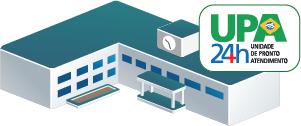 UPA
24h
UNIDADE
DE PRONTO
ATENDIMENTO